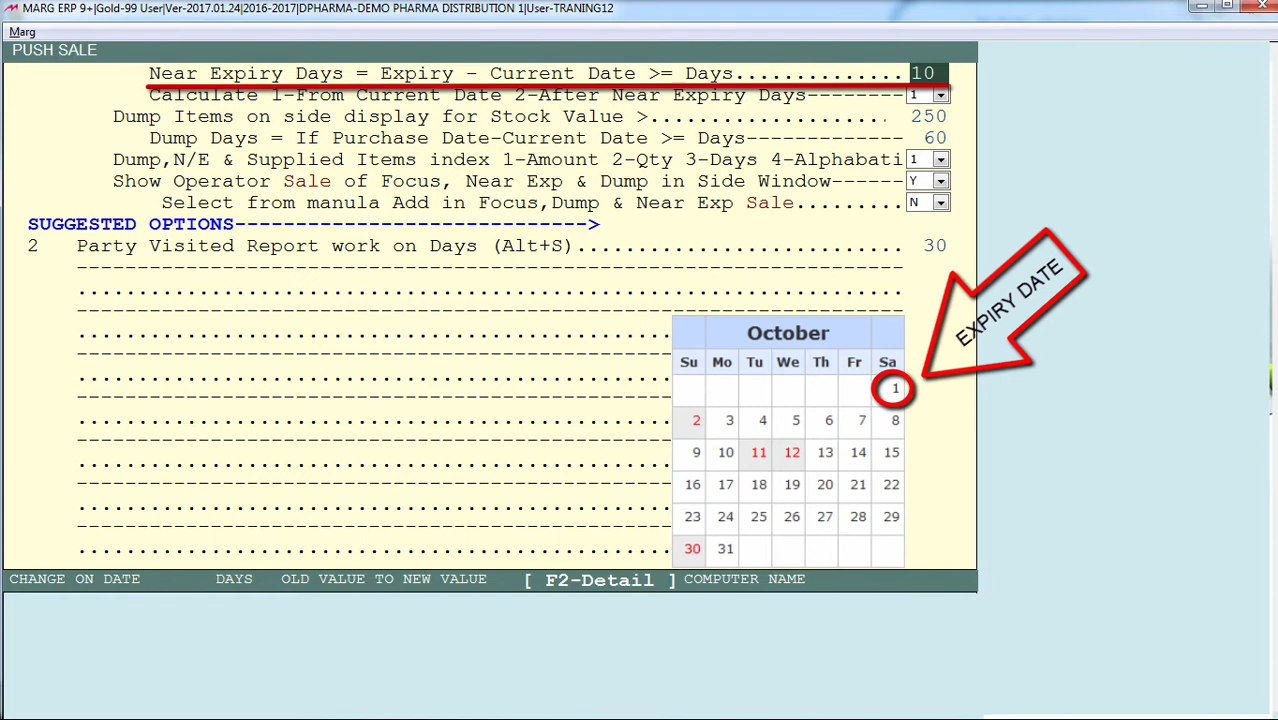 MARG ERP 9+|Gold-99 User|Ver-2017.01.24|2016-2017|DPHARMA-DEMO PHARMA DISTRIBUTION 1|User-TRANING12
Marg
PUSH SALE
Near Expiry Days = Expiry - Current Date >= Days.............. 10
Calculate 1-From Current Date 2-After Near Expiry Days-------- 1
Dump Items on side display for Stock Value >.................... 250
Dump Days = If Purchase Date-Current Date >= Days------------- 60
Dump,N/E & Supplied Items index 1-Amount 2-Qty 3-Days 4-Alphabati 1
Show Operator Sale of Focus, Near Exp & Dump in Side Window------ Y
Select from manula Add in Focus,Dump & Near Exp Sale......... N
SUGGESTED OPTIONS----------------------------->
2 Party Visited Report work on Days (Alt+S)........................... 30
EXPIRY DATE
October
Su Mo Tu We Th Fr Sa
1
2 3 4 5 6 7 8
9 10 11 12 13 14 15
16 17 18 19 20 21 22
23 24 25 26 27 28 29
30 31
CHANGE ON DATE DAYS OLD VALUE TO NEW VALUE [ F2-Detail ] COMPUTER NAME